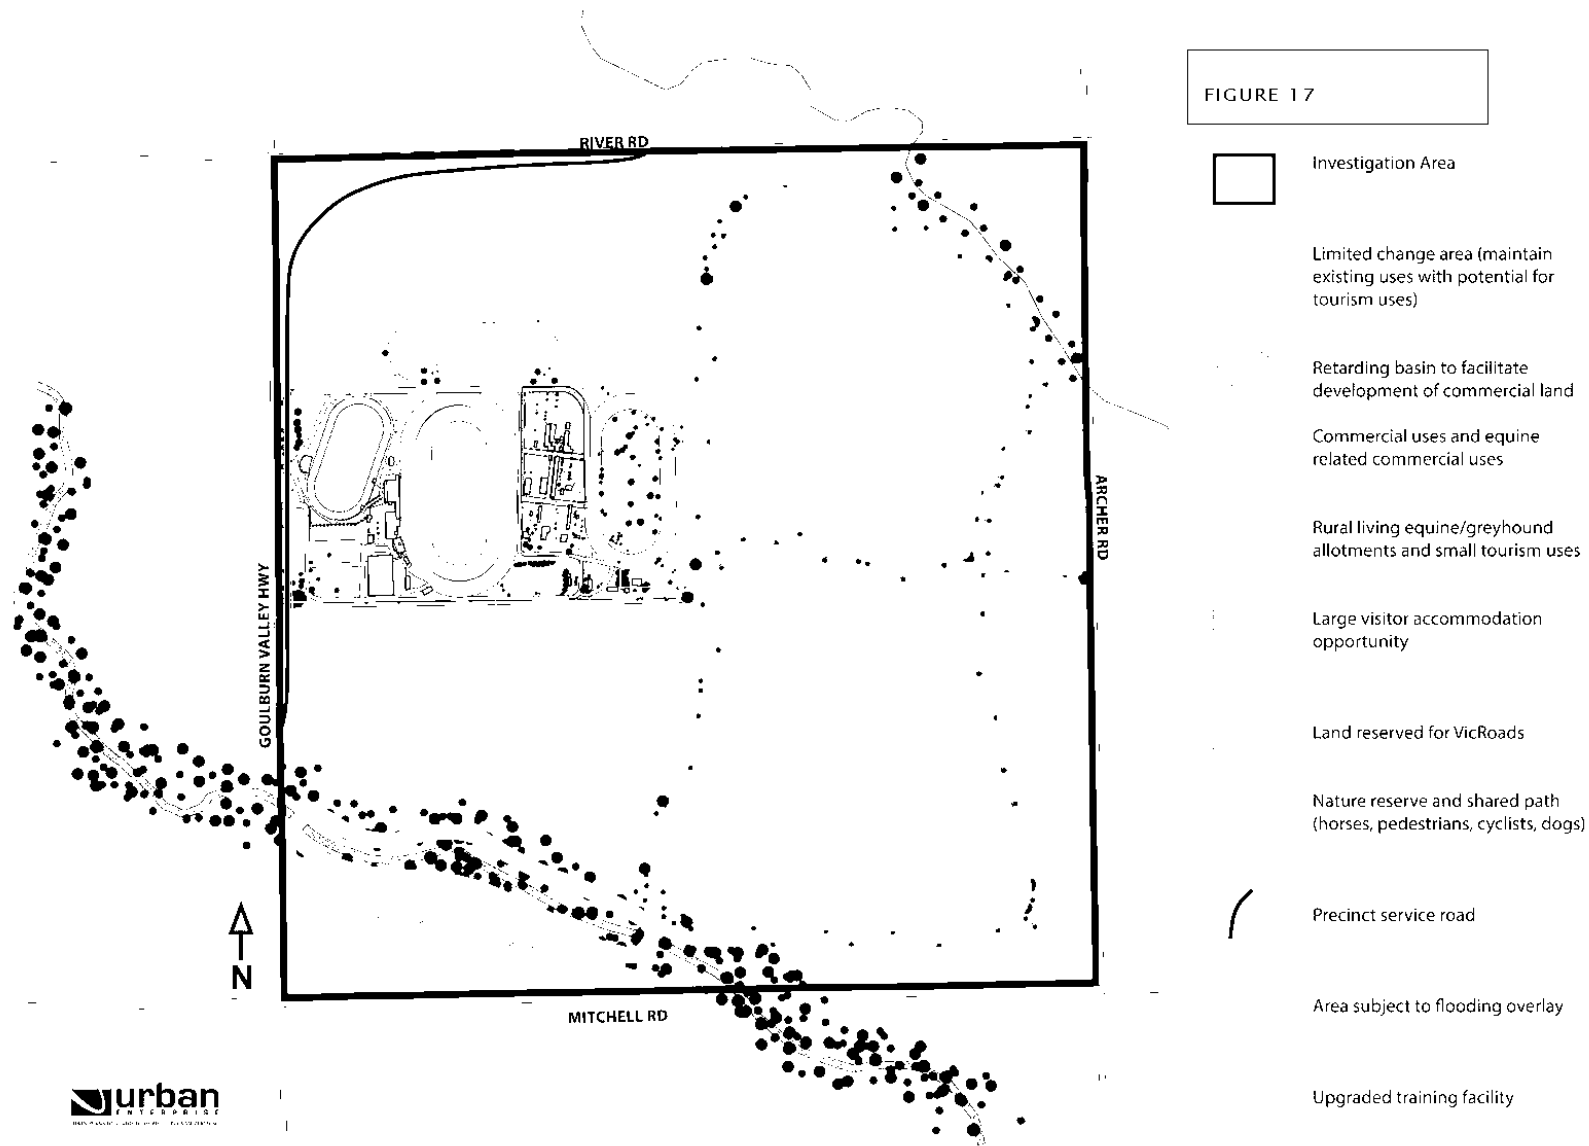 FIGURE 17
RIVER RD
Investigation Area
Limited change area (maintain
existing uses with potential for
tourism uses)
Retarding basin to facilitate
development of commercial land
Commercial uses and equine
related commercial uses
ARCHER RD
Rural living equine/greyhound
allotments and small tourism uses
GOULBURN VALLEY HWY
Large visitor accommodation
opportunity
Land reserved for VicRoads
Nature reserve and shared path
(horses, pedestrians, cyclists, dogs)
Precinct service road
N
MITCHELL RD
Area subject to flooding overlay
urban
ENTERPRISE
Upgraded training facility